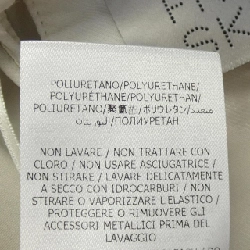 SK
POLIURETANO/POLYURETHANE/
POLYURÉTHANE/POLYURETHAN/
POLIURETANO/聚氨酯/ポリウレタン/
/ПОЛИУРЕТАН
NON LAVARE / NON TRATTARE CON
CLORO / NON USARE ASCIUGATRICE /
NON STIRARE / LAVARE DELICATAMENTE
A SECCO CON IDROCARBURI / NON
STIRARE O VAPORIZZARE L'ELASTICO /
PROTEGGERE O RIMUOVERE GLI
ACCESSORI METALLICI PRIMA DEL
LAVAGGIO